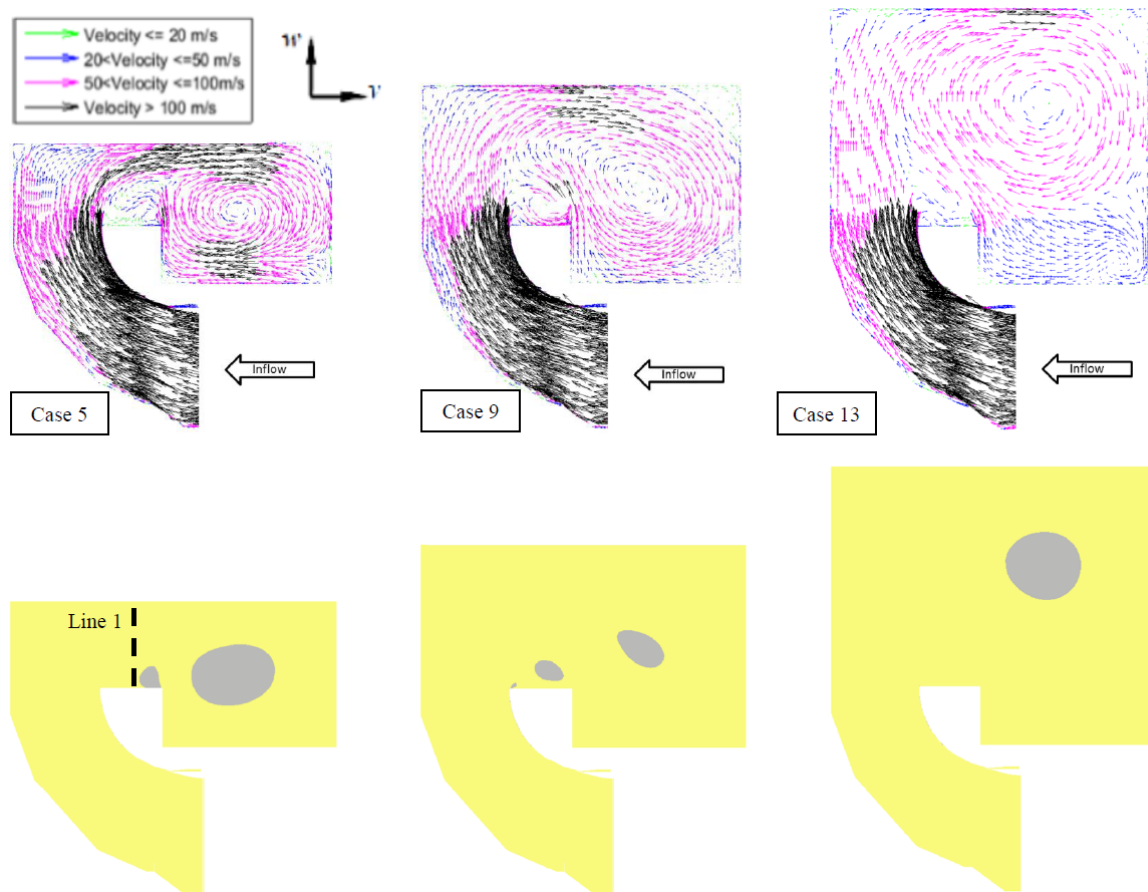 Velocity <= 20 m/s
20<Velocity <=50 m/s
50<Velocity <=100m/s
Velocity > 100 m/s
w
v
Inflow
Inflow
Inflow
Case 5
Case 9
Case 13
Line 1